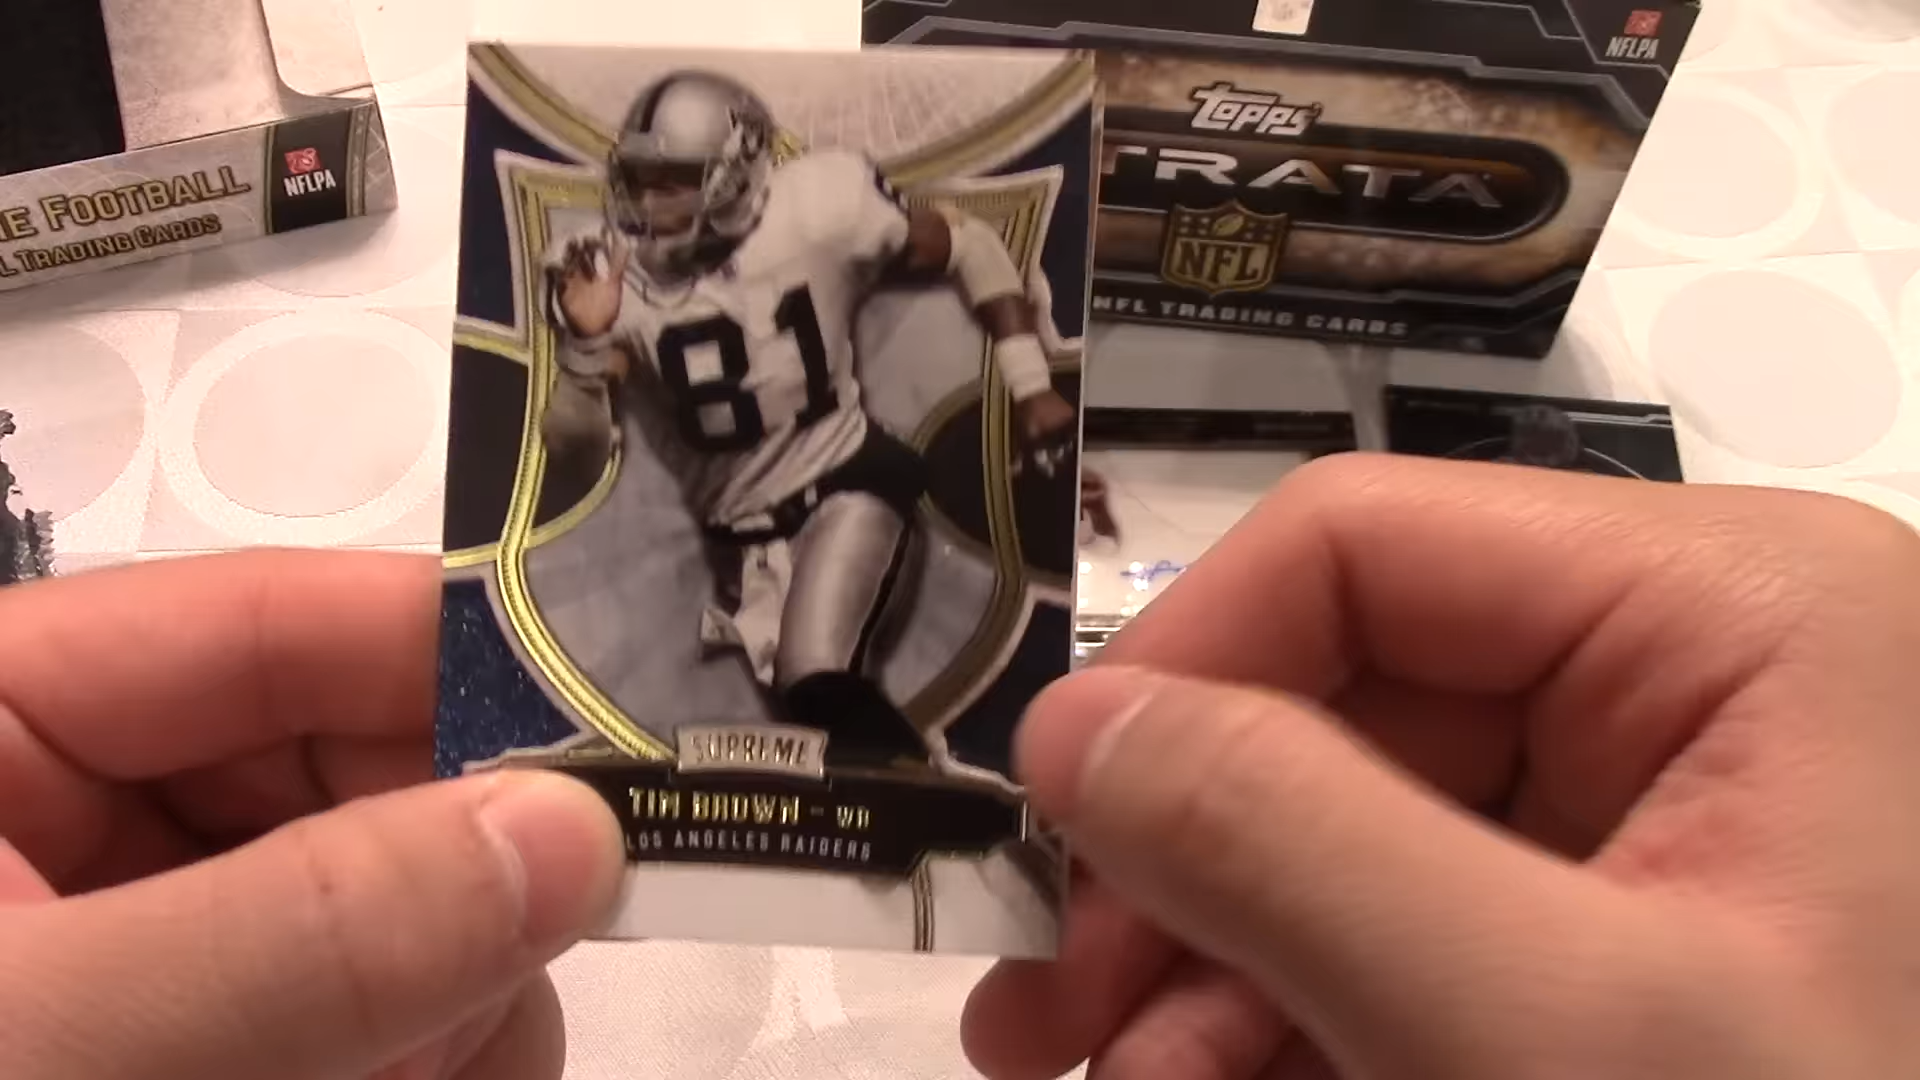 NFLPA
TOPPS
TRATA
NFL
NFL TRADING CARDS
E FOOTBALL
L TRADING CARDS
NFLPA
81
SUPREME
TIM BROWN - WR
LOS ANGELES RAIDERS